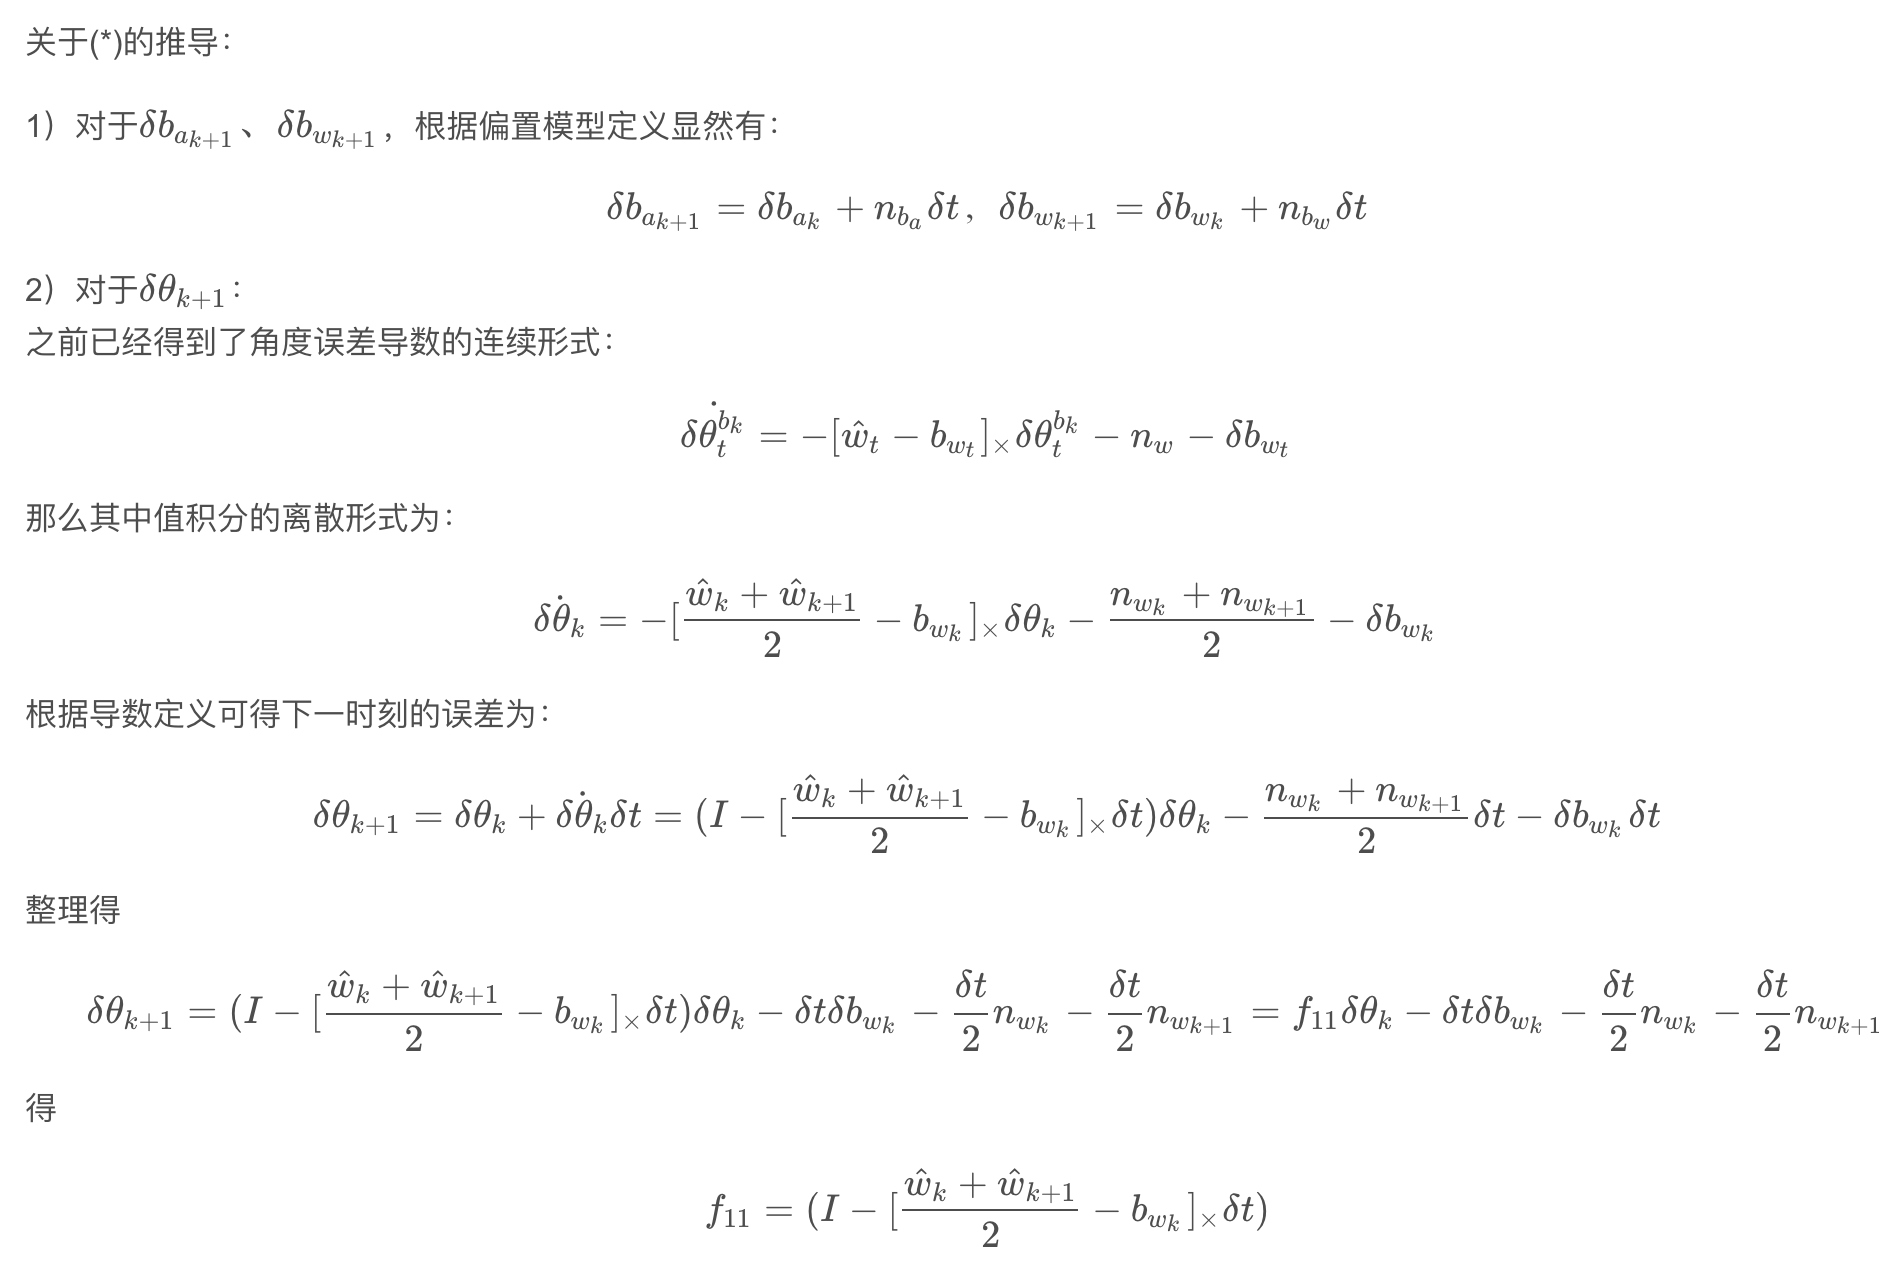 关于(*)的推导：
1）对于$\delta b_{a_{k+1}}$、$\delta b_{w_{k+1}}$，根据偏置模型定义显然有：
$\delta b_{a_{k+1}} = \delta b_{a_k} + n_{b_a}\delta t，\delta b_{w_{k+1}} = \delta b_{w_k} + n_{b_w}\delta t$
2）对于$\delta\theta_{k+1}$：
之前已经得到了角度误差导数的连续形式：
$\delta\dot{\theta}_t^{b_k} = -[\hat{w}_t - b_{w_t}]_\times \delta\theta_t^{b_k} - n_w - \delta b_{w_t}$
那么其中值积分的离散形式为：
$\delta\dot{\theta}_k = -[\frac{\hat{w}_k + \hat{w}_{k+1}}{2} - b_{w_k}]_\times \delta\theta_k - \frac{n_{w_k} + n_{w_{k+1}}}{2} - \delta b_{w_k}$
根据导数定义可得下一时刻的误差为：
$\delta\theta_{k+1} = \delta\theta_k + \delta\dot{\theta}_k\delta t = (I - [\frac{\hat{w}_k + \hat{w}_{k+1}}{2} - b_{w_k}]_\times \delta t)\delta\theta_k - \frac{n_{w_k} + n_{w_{k+1}}}{2}\delta t - \delta b_{w_k}\delta t$
整理得
$\delta\theta_{k+1} = (I - [\frac{\hat{w}_k + \hat{w}_{k+1}}{2} - b_{w_k}]_\times \delta t)\delta\theta_k - \delta t\delta b_{w_k} - \frac{\delta t}{2}n_{w_k} - \frac{\delta t}{2}n_{w_{k+1}} = f_{11}\delta\theta_k - \delta t\delta b_{w_k} - \frac{\delta t}{2}n_{w_k} - \frac{\delta t}{2}n_{w_{k+1}}$
得
$f_{11} = (I - [\frac{\hat{w}_k + \hat{w}_{k+1}}{2} - b_{w_k}]_\times \delta t)$